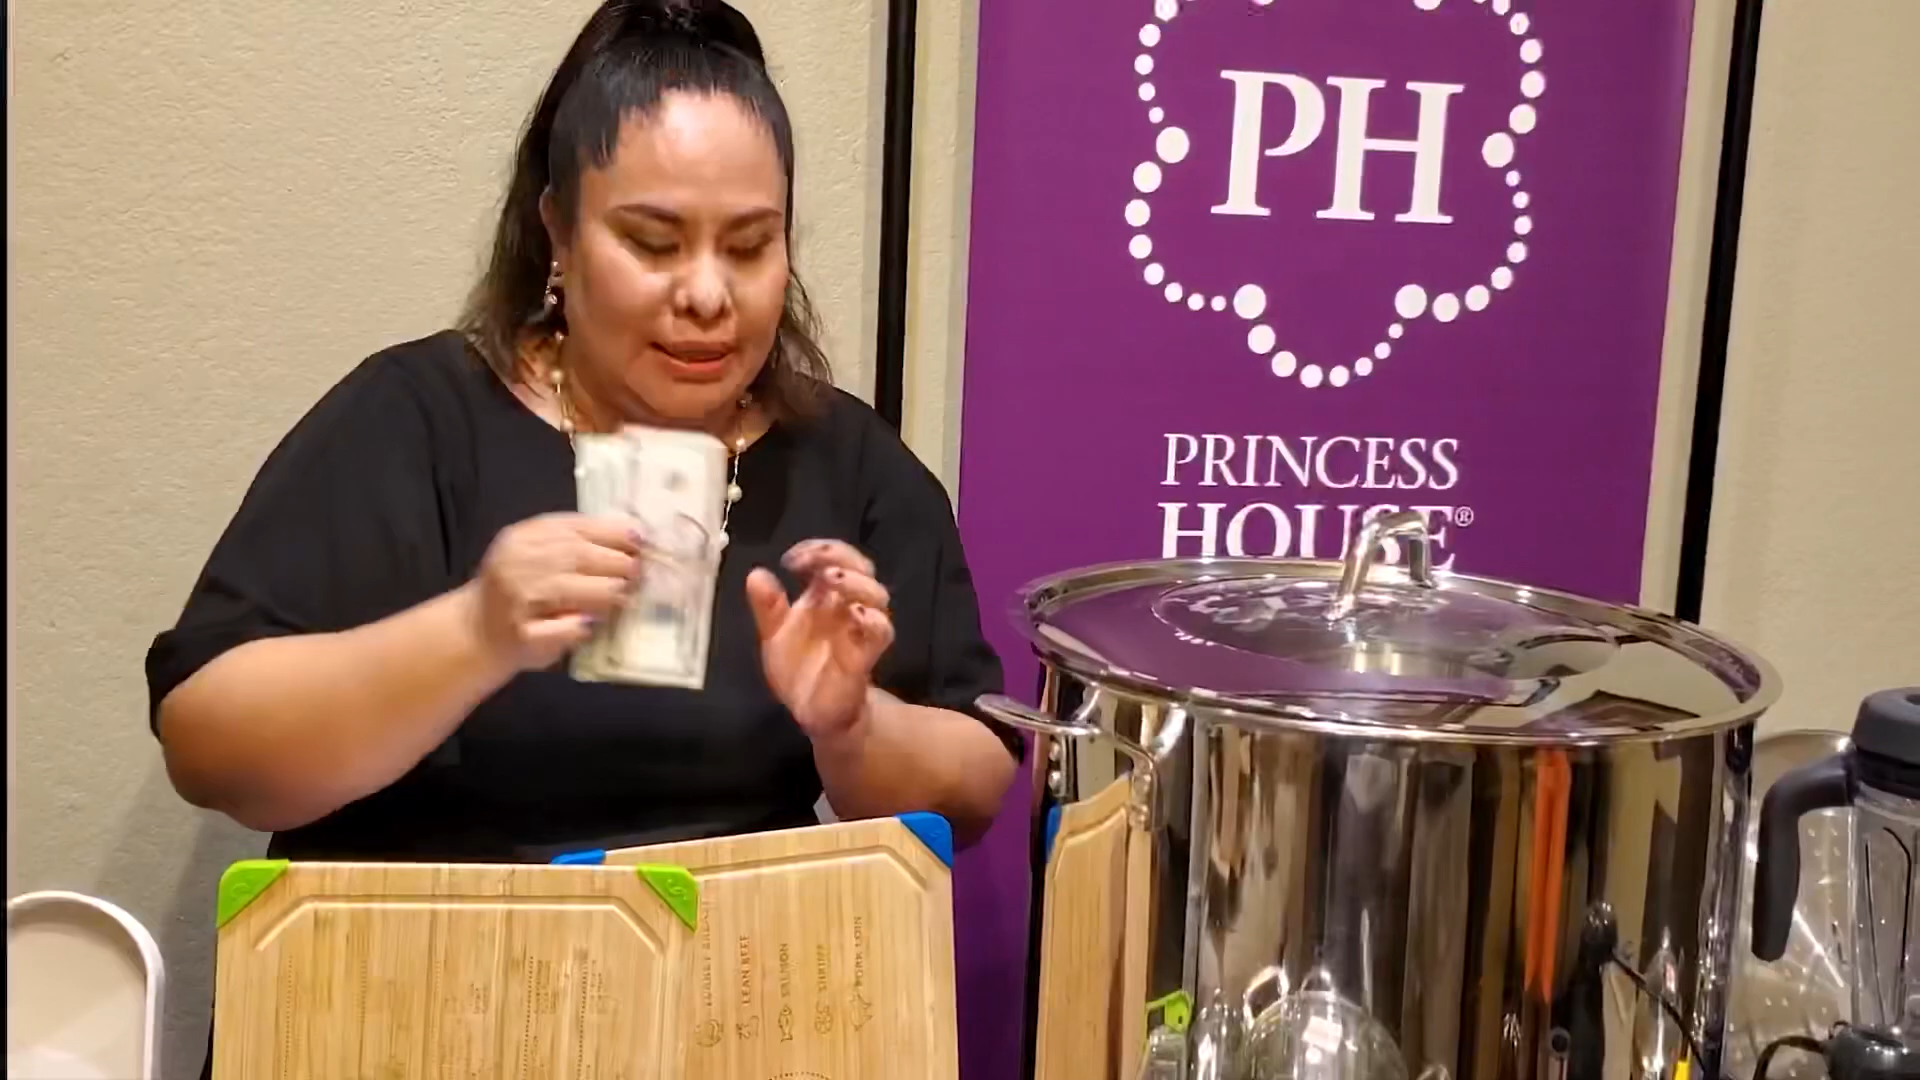 PH
PRINCESS
HOUSE®
LEAN BEEF
SALMON
SHRIMP
PORK LOIN